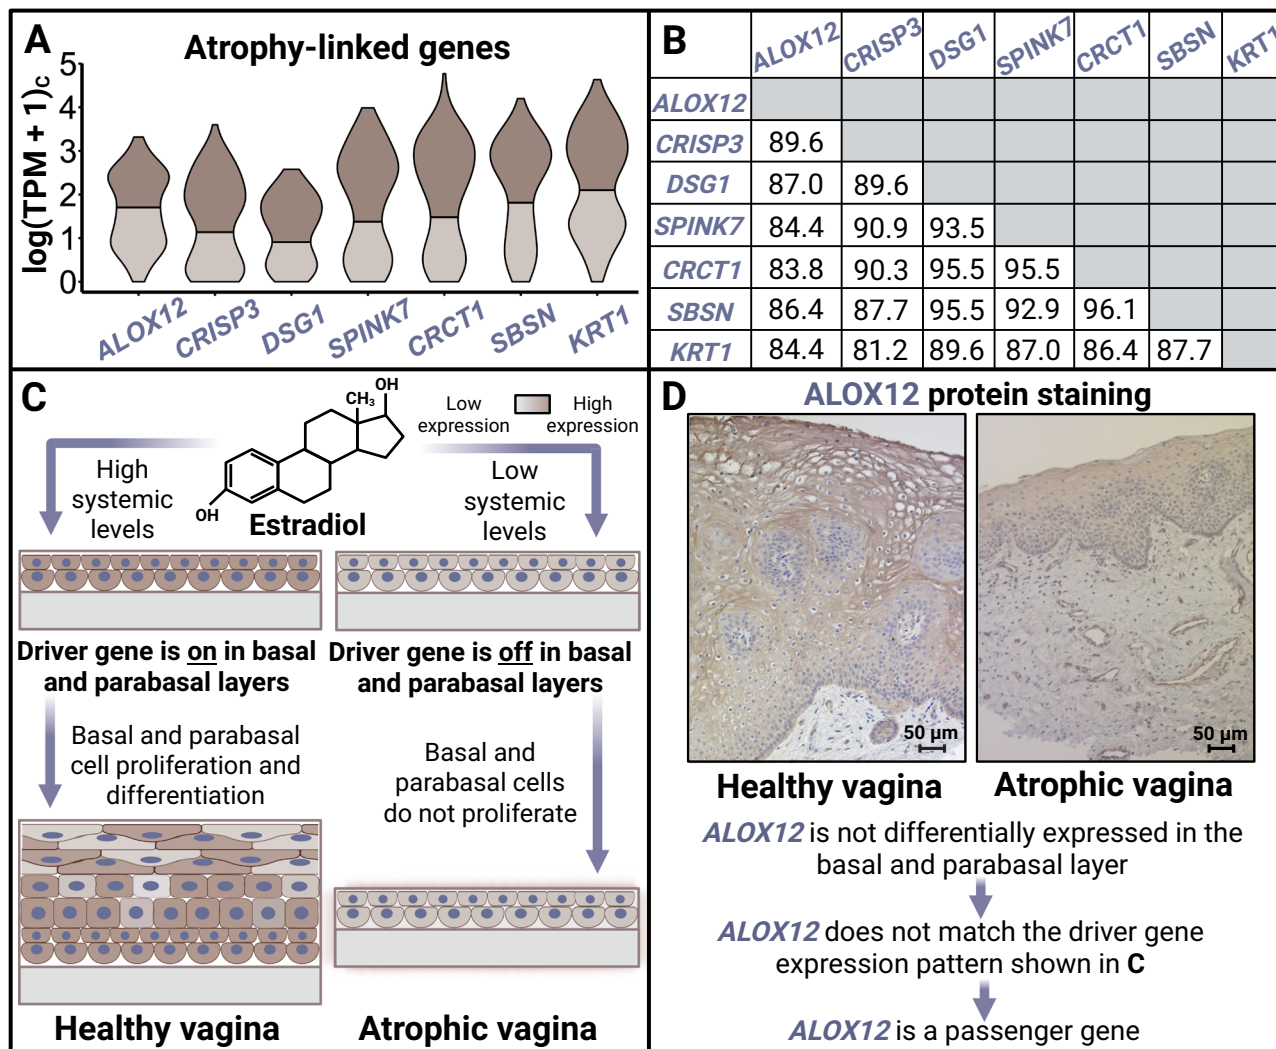 A
Atrophy-linked genes
log(TPM + 1)c
5
4
3
2
1
0
ALOX12
CRISP3
DSG1
SPINK7
CRCT1
SBSN
KRT1
B
ALOX12 CRISP3 DSG1 SPINK7 CRCT1 SBSN KRT1
ALOX12
CRISP3 89.6
DSG1 87.0 89.6
SPINK7 84.4 90.9 93.5
CRCT1 83.8 90.3 95.5 95.5
SBSN 86.4 87.7 95.5 92.9 96.1
KRT1 84.4 81.2 89.6 87.0 86.4 87.7
C
OH
CH3
OH
Estradiol
Low
expression
High
expression
High
systemic
levels
Low
systemic
levels
Driver gene is on in basal
and parabasal layers
Driver gene is off in basal
and parabasal layers
Basal and parabasal
cell proliferation and
differentiation
Basal and
parabasal cells
do not proliferate
Healthy vagina
Atrophic vagina
D
ALOX12 protein staining
50 µm
50 µm
Healthy vagina
Atrophic vagina
ALOX12 is not differentially expressed in the
basal and parabasal layer
ALOX12 does not match the driver gene
expression pattern shown in C
ALOX12 is a passenger gene